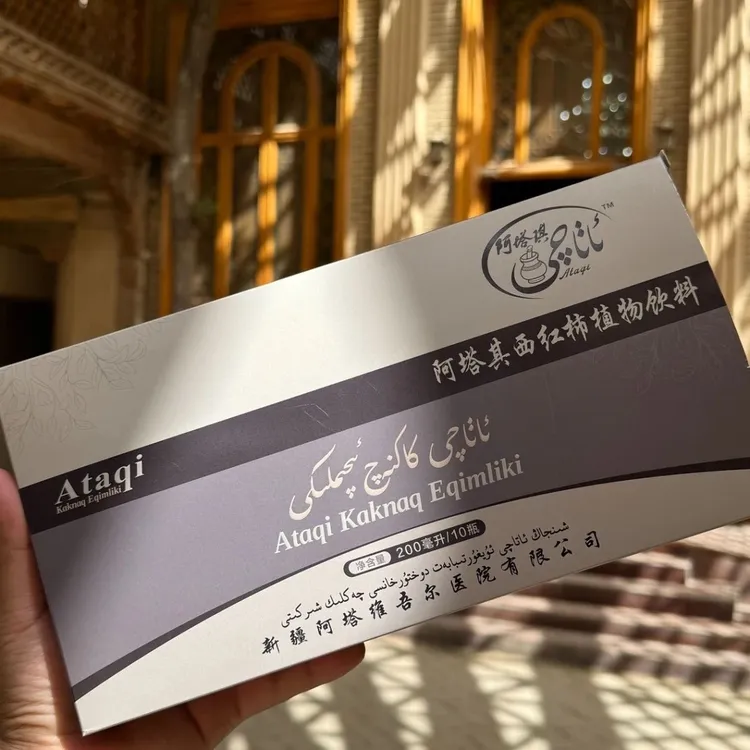 阿塔其
ئاتاچى
TM
Ataqi
阿塔其西红柿植物饮料
Ataqi
Kaknaq Eqimliki
ئاتاچى كاكنەچ ئىچىملىكى
Ataqi Kaknaq Eqimliki
净含量 200毫升/10瓶
شىنجاڭ ئاتاچى ئۇيغۇر تىبابەت دوختۇرخانىسى چەكلىك شىركىتى
新疆阿塔维吾尔医院有限公司